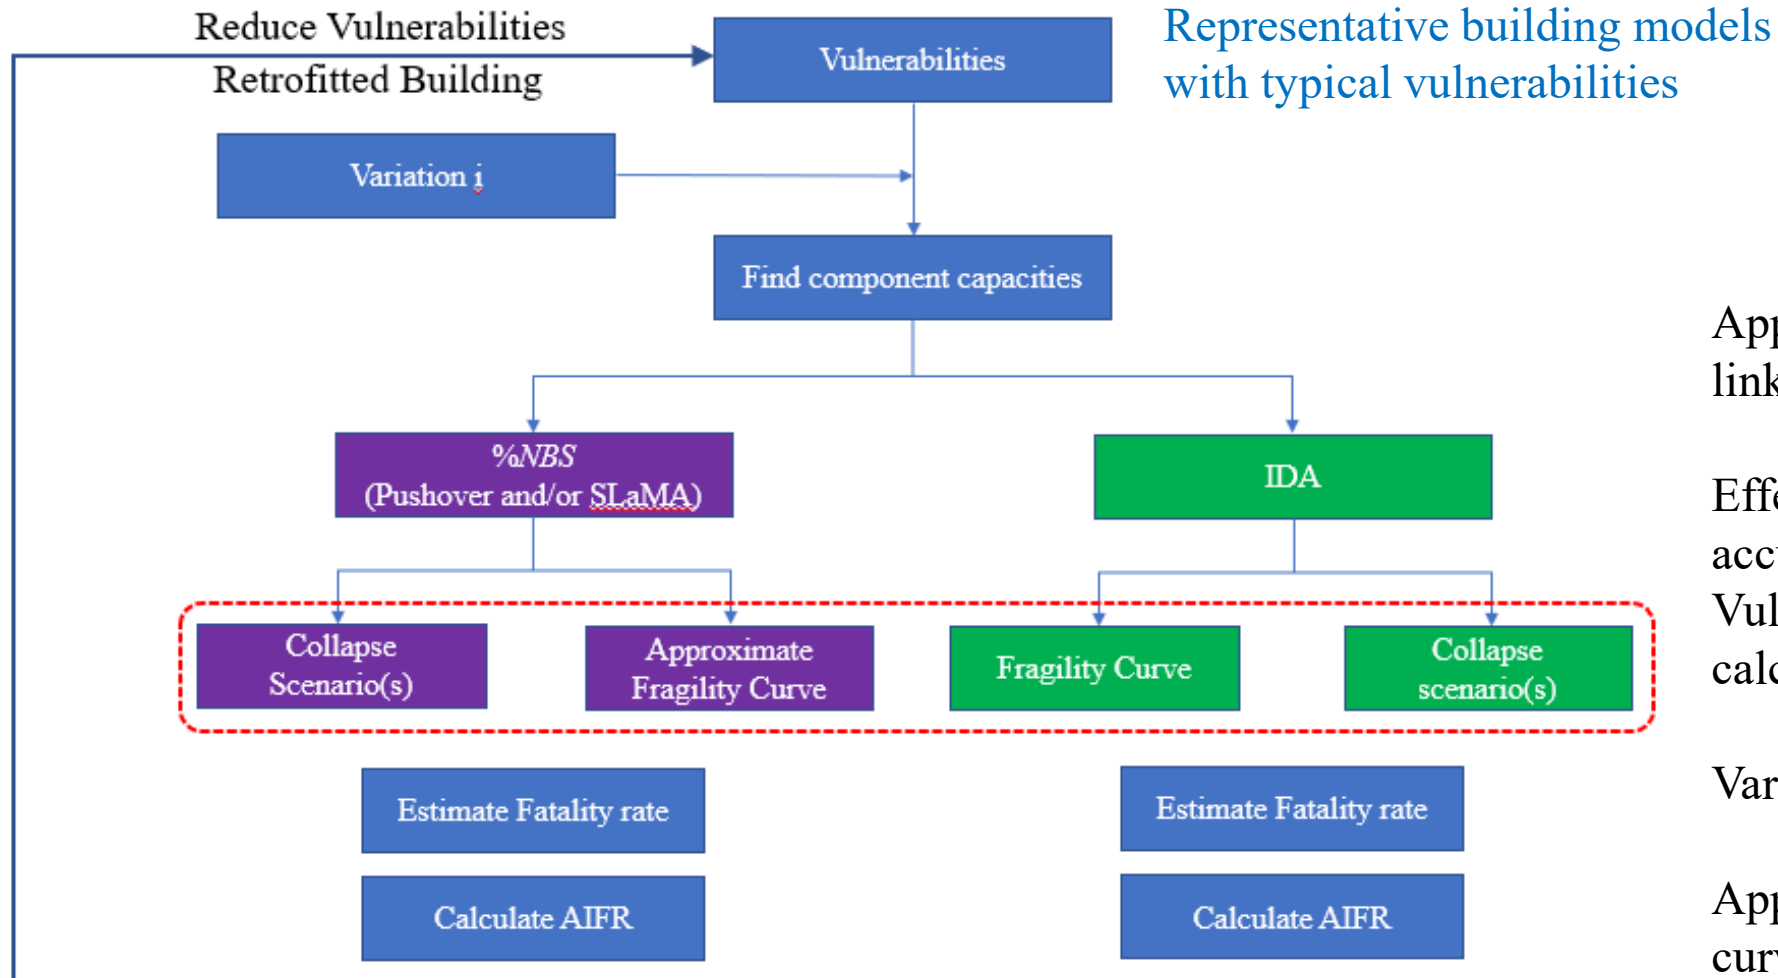 Reduce Vulnerabilities
Retrofitted Building
Vulnerabilities
Representative building models
with typical vulnerabilities
Variation i
Find component capacities
%NBS
(Pushover and/or SLaMA)
IDA
Collapse
Scenario(s)
Approximate
Fragility Curve
Fragility Curve
Collapse
scenario(s)
Estimate Fatality rate
Estimate Fatality rate
Calculate AIFR
Calculate AIFR